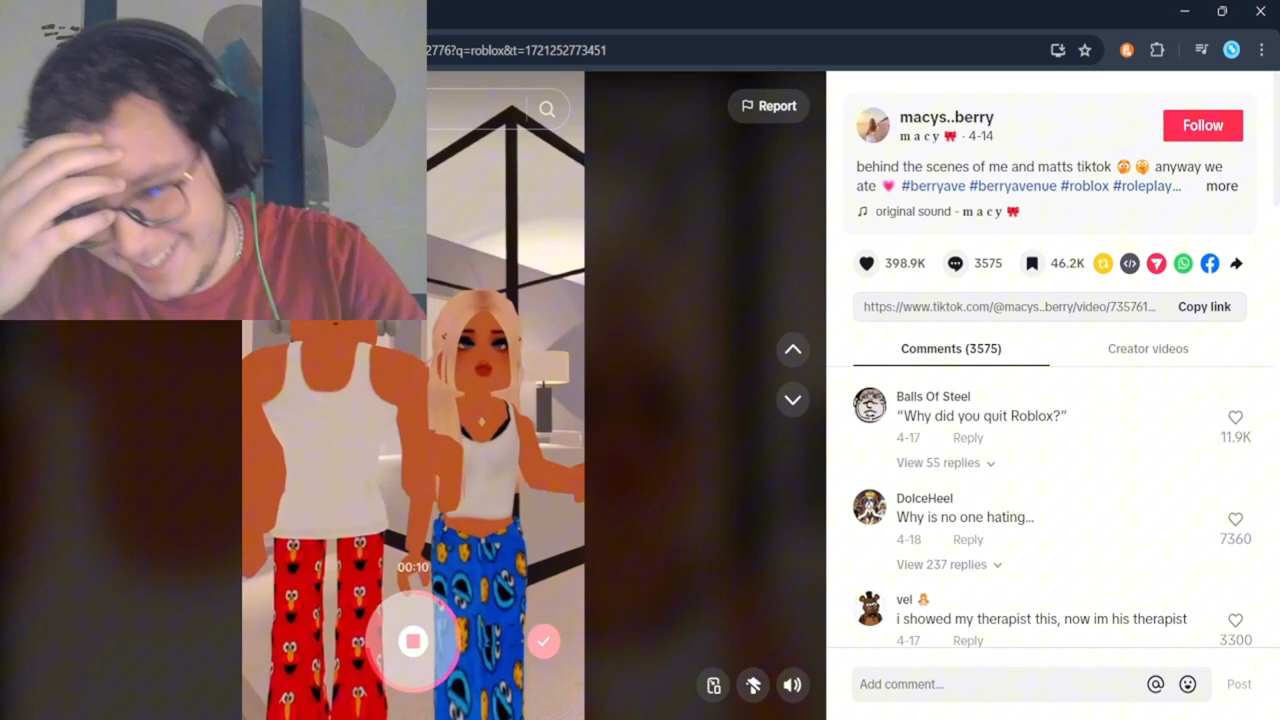 2776?q=roblox&t=1721252773451
Report
macys..berry
m a c y 🎀 · 4-14
Follow
behind the scenes of me and matts tiktok 🫣 🫢 anyway we
ate 💗 #berryave #berryavenue #roblox #roleplay... more
original sound - m a c y 🎀
398.9K
3575
46.2K
https://www.tiktok.com/@macys..berry/video/735761...
Copy link
Comments (3575)
Creator videos
Balls Of Steel
“Why did you quit Roblox?”
4-17 Reply
11.9K
View 55 replies
DolceHeel
Why is no one hating...
4-18 Reply
7360
View 237 replies
vel
i showed my therapist this, now im his therapist
4-17 Reply
3300
00:10
Add comment...
Post